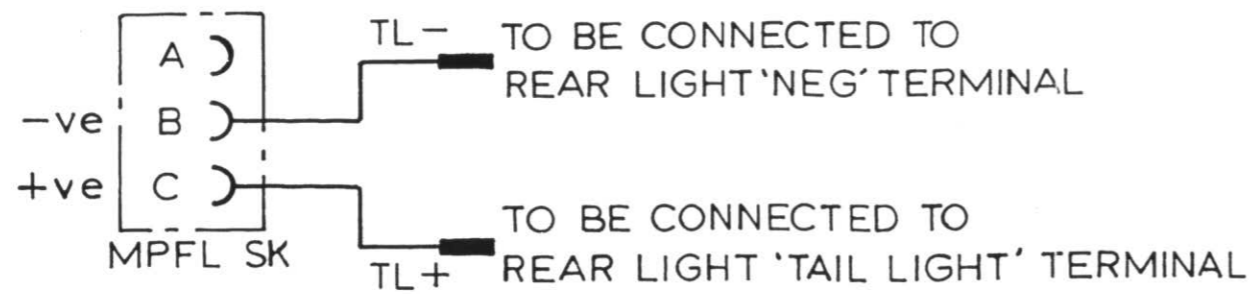 TL- TO BE CONNECTED TO
REAR LIGHT 'NEG' TERMINAL
A
-ve B
+ve C
MPFL SK
TL+
TO BE CONNECTED TO
REAR LIGHT 'TAIL LIGHT' TERMINAL